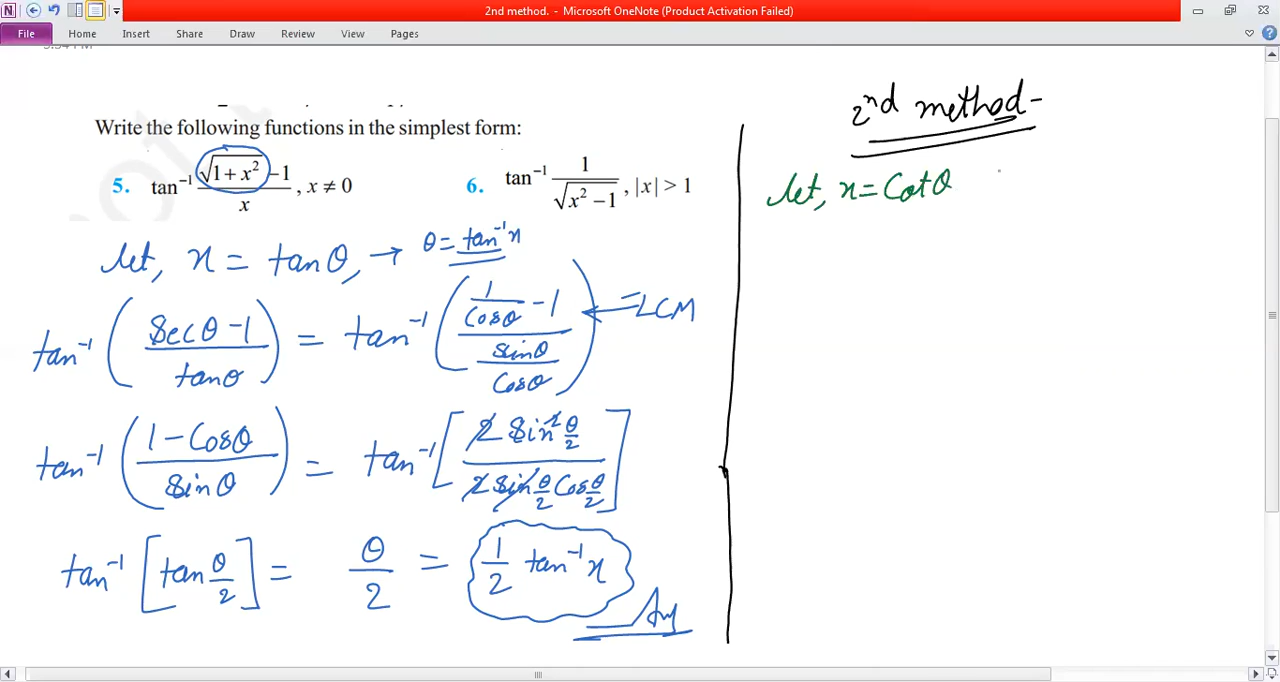 2nd method. - Microsoft OneNote (Product Activation Failed)
File Home Insert Share Draw Review View Pages
Write the following functions in the simplest form:
5. tan⁻¹ (√(1+x²) −1)/x , x ≠ 0
6. tan⁻¹ 1/√(x² −1) , |x| > 1
let, x = tanθ, → θ = tan⁻¹x
tan⁻¹ ((Secθ −1)/tanθ) = tan⁻¹ ((1/Cosθ −1)/(sinθ/Cosθ)) ← LCM
tan⁻¹ ((1−Cosθ)/sinθ) = tan⁻¹ [2 Sin² θ/2 / 2 Sin θ/2 Cos θ/2]
tan⁻¹ [tan θ/2] = θ/2 = 1/2 tan⁻¹ x
Ans
2nd method -
let, x = Cotθ